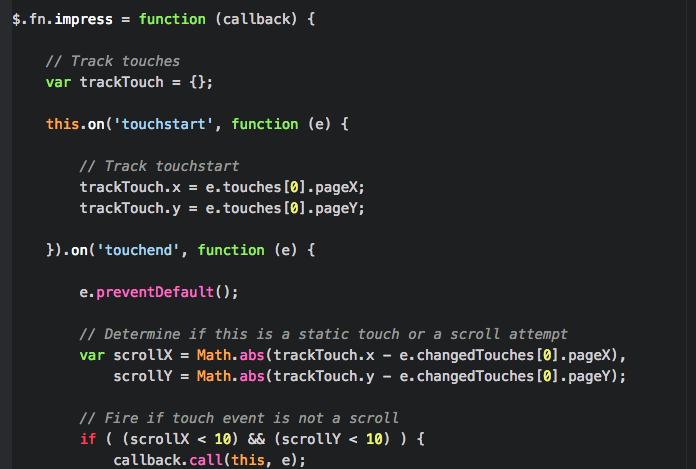 $.fn.impress = function (callback) {
// Track touches
var trackTouch = {};
this.on('touchstart', function (e) {
// Track touchstart
trackTouch.x = e.touches[0].pageX;
trackTouch.y = e.touches[0].pageY;
}).on('touchend', function (e) {
e.preventDefault();
// Determine if this is a static touch or a scroll attempt
var scrollX = Math.abs(trackTouch.x - e.changedTouches[0].pageX),
scrollY = Math.abs(trackTouch.y - e.changedTouches[0].pageY);
// Fire if touch event is not a scroll
if ( (scrollX < 10) && (scrollY < 10) ) {
callback.call(this, e);